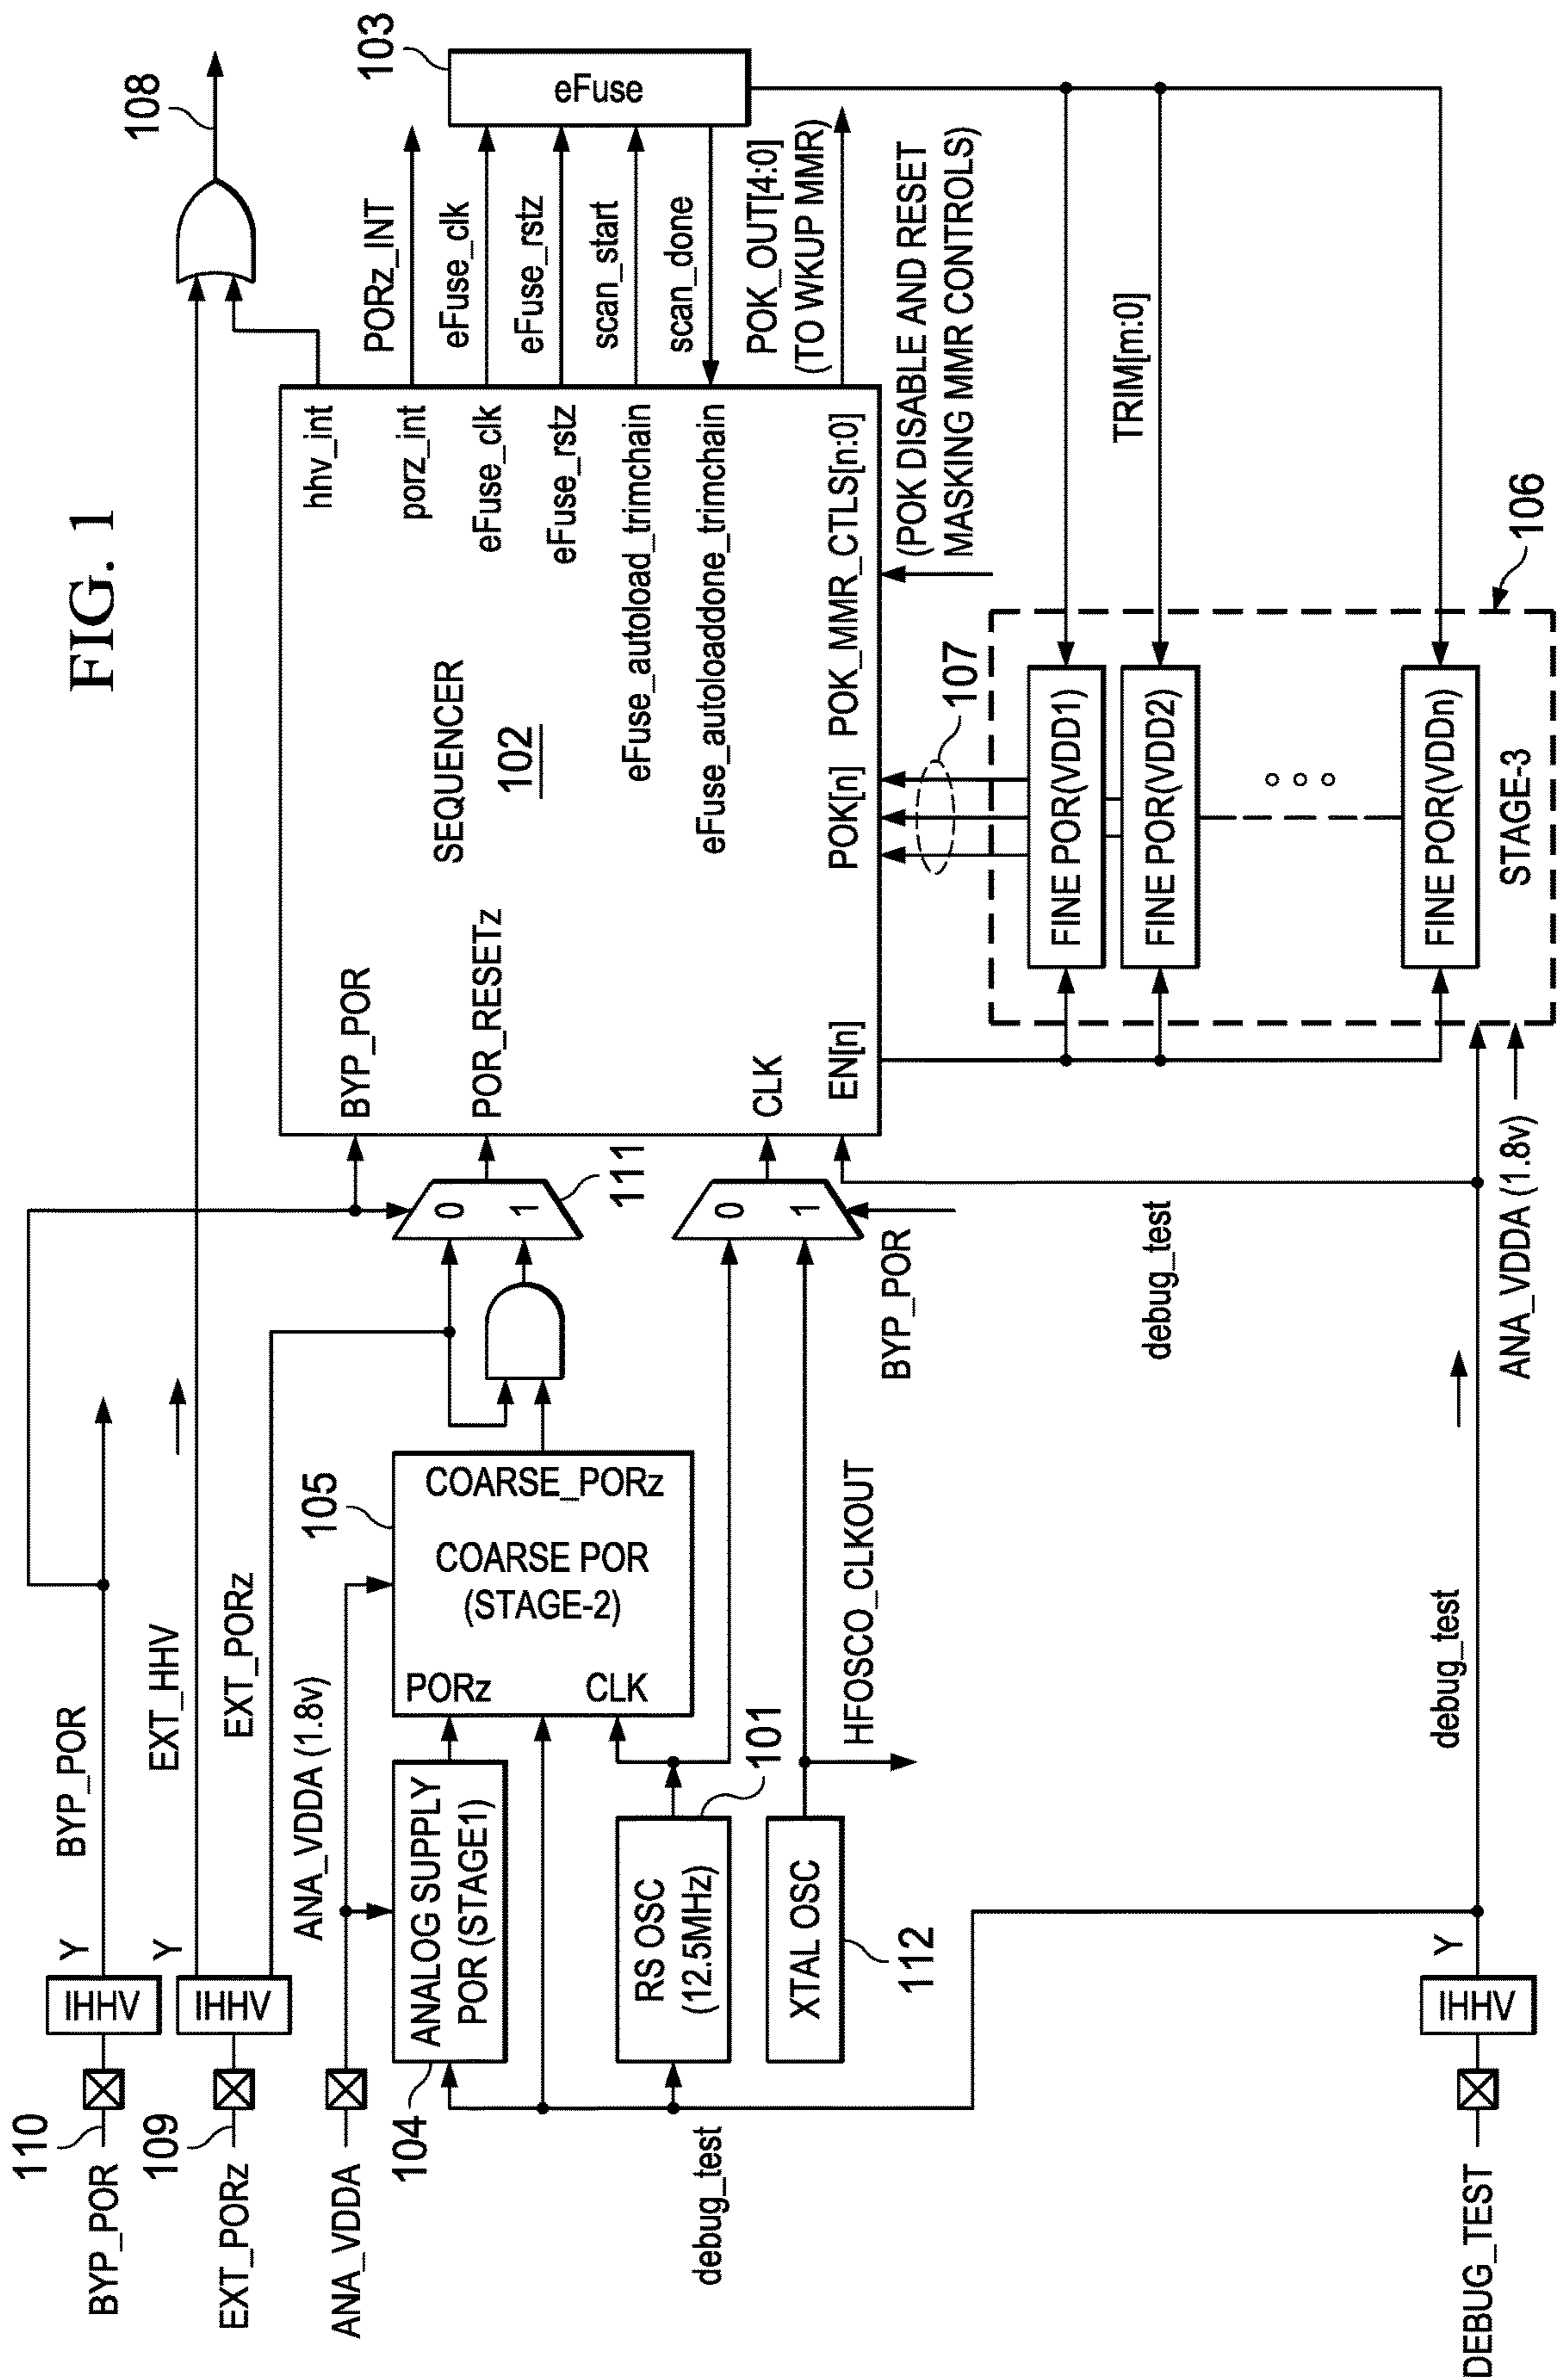 FIG. 1
108
103
eFuse
PORz_INT
eFuse_clk
eFuse_rstz
scan_start
scan_done
POK_OUT[4:0]
(TO WKUP MMR)
hhv_int
porz_int
eFuse_clk
eFuse_rstz
eFuse_autoload_trimchain
eFuse_autoloaddone_trimchain
POK_MMR_CTLS[n:0]
(POK DISABLE AND RESET
MASKING MMR CONTROLS)
TRIM[m:0]
SEQUENCER
102
BYP_POR
POR_RESETz
CLK
EN[n]
POK[n]
107
106
FINE POR(VDD1)
FINE POR(VDD2)
FINE POR(VDDn)
STAGE-3
111
0
1
0
1
BYP_POR
debug_test
ANA_VDDA (1.8v)
BYP_POR
EXT_HHV
EXT_PORz
ANA_VDDA (1.8v)
105
COARSE_PORz
COARSE POR
(STAGE-2)
PORz
CLK
HFOSCO_CLKOUT
101
debug_test
Y
IHHV
Y
IHHV
ANALOG SUPPLY
POR (STAGE1)
104
RS OSC
(12.5MHz)
XTAL OSC
112
Y
IHHV
110
BYP_POR
109
EXT_PORz
ANA_VDDA
debug_test
DEBUG_TEST